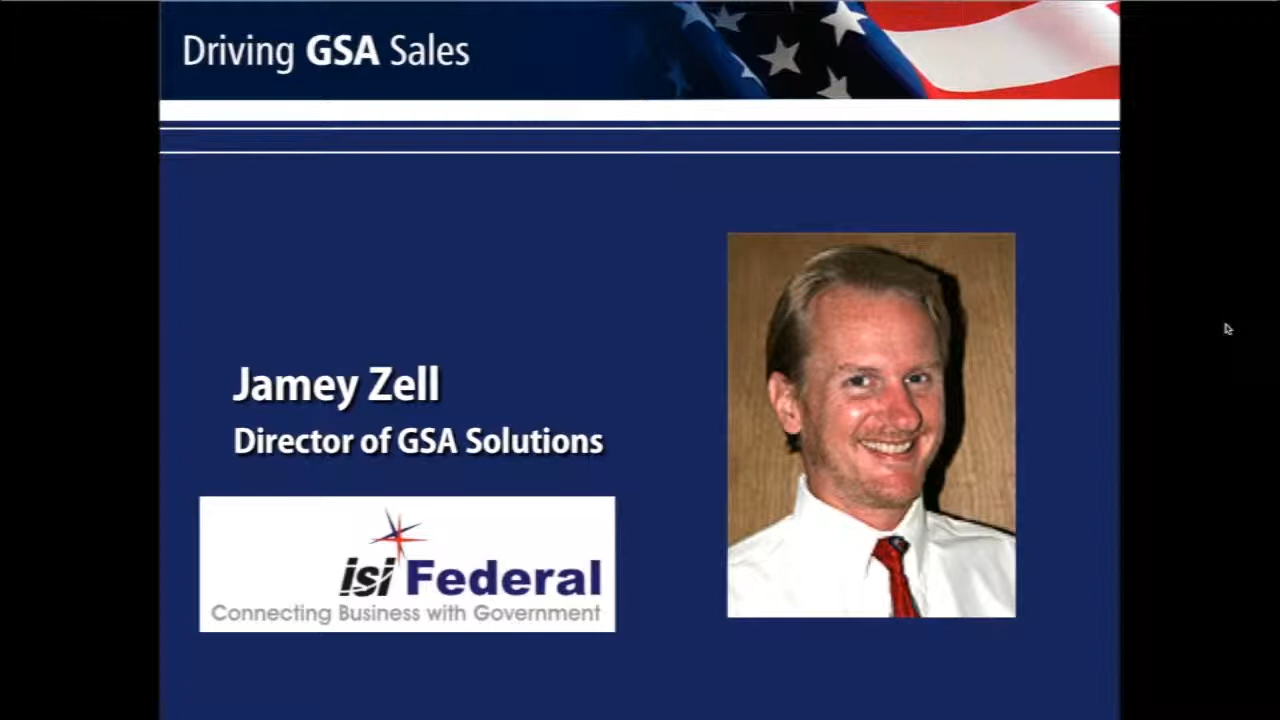 Driving GSA Sales
Jamey Zell
Director of GSA Solutions
isi Federal
Connecting Business with Government